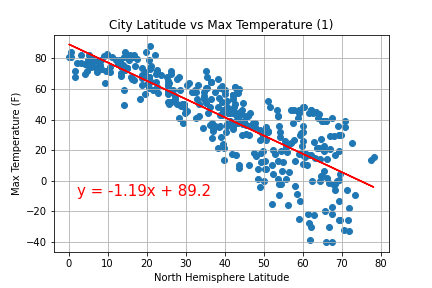 City Latitude vs Max Temperature (1)
80
60
40
20
0
−20
−40
Max Temperature (F)
y = -1.19x + 89.2
0 10 20 30 40 50 60 70 80
North Hemisphere Latitude